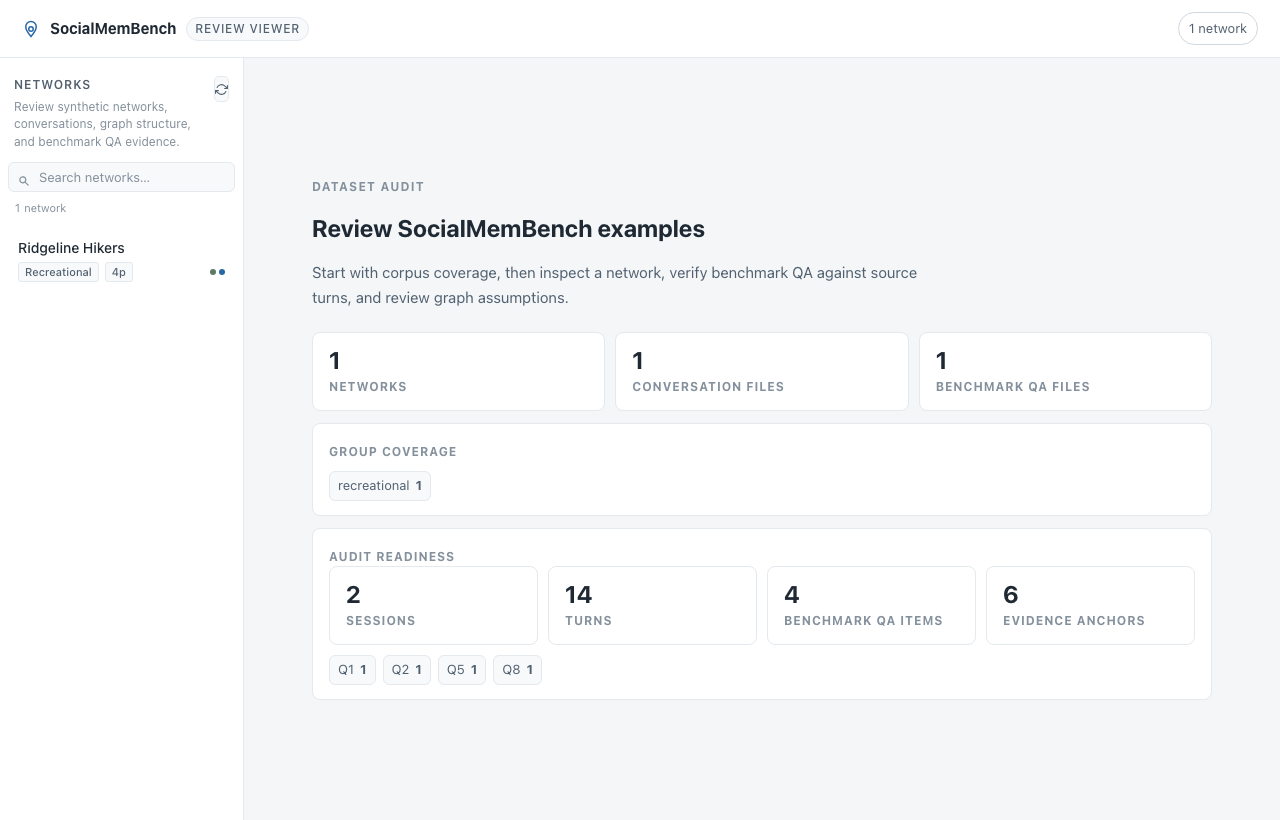 SocialMemBench
REVIEW VIEWER
1 network
NETWORKS
Review synthetic networks,
conversations, graph structure,
and benchmark QA evidence.
Search networks...
1 network
Ridgeline Hikers
Recreational 4p
DATASET AUDIT
Review SocialMemBench examples
Start with corpus coverage, then inspect a network, verify benchmark QA against source
turns, and review graph assumptions.
1
NETWORKS
1
CONVERSATION FILES
1
BENCHMARK QA FILES
GROUP COVERAGE
recreational 1
AUDIT READINESS
2
SESSIONS
14
TURNS
4
BENCHMARK QA ITEMS
6
EVIDENCE ANCHORS
Q1 1 Q2 1 Q5 1 Q8 1